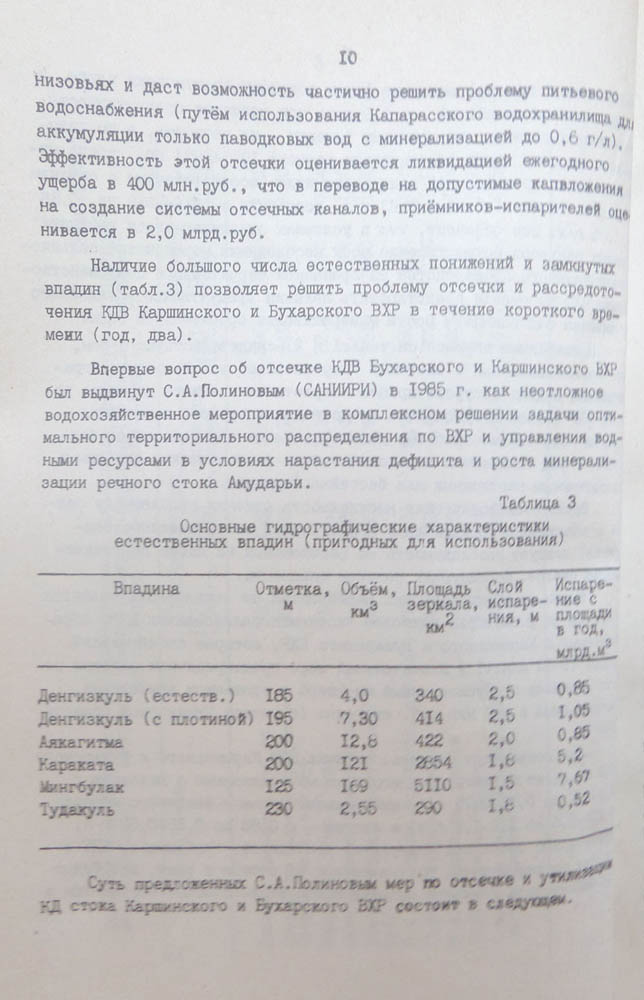 10
низовьях и даст возможность частично решить проблему питьевого
водоснабжения (путём использования Капарасского водохранилища для
аккумуляции только паводковых вод с минерализацией до 0,6 г/л).
Эффективность этой отсечки оценивается ликвидацией ежегодного
ущерба в 400 млн.руб., что в переводе на допустимые капвложения
на создание системы отсечных каналов, приёмников-испарителей оце-
нивается в 2,0 млрд.руб.
Наличие большого числа естественных понижений и замкнутых
впадин (табл.3) позволяет решить проблему отсечки и рассредото-
чения КДВ Каршинского и Бухарского ВХР в течение короткого вре-
мени (год, два).
Впервые вопрос об отсечке КДВ Бухарского и Каршинского ВХР
был выдвинут С.А.Полиновым (САНИИРИ) в 1985 г. как неотложное
водохозяйственное мероприятие в комплексном решении задачи опти-
мального территориального распределения по ВХР и управления вод-
ными ресурсами в условиях нарастания дефицита и роста минерали-
зации речного стока Амударьи.
Таблица 3
Основные гидрографические характеристики
естественных впадин (пригодных для использования)
Впадина Отметка, м Объём, км3 Площадь зеркала, км2 Слой испаре-ния, м Испаре-ние с площади в год, млрд.м3
Денгизкуль (естеств.) 185 4,0 340 2,5 0,85
Денгизкуль (с плотиной) 195 7,30 414 2,5 1,05
Аякагитма 200 12,8 422 2,0 0,85
Караката 200 121 2854 1,8 5,2
Мингбулак 125 169 5110 1,5 7,67
Тудакуль 230 2,55 290 1,8 0,52
Суть предложенных С.А.Полиновым мер по отсечке и утилизации
КД стока Каршинского и Бухарского ВХР состоит в следующем.